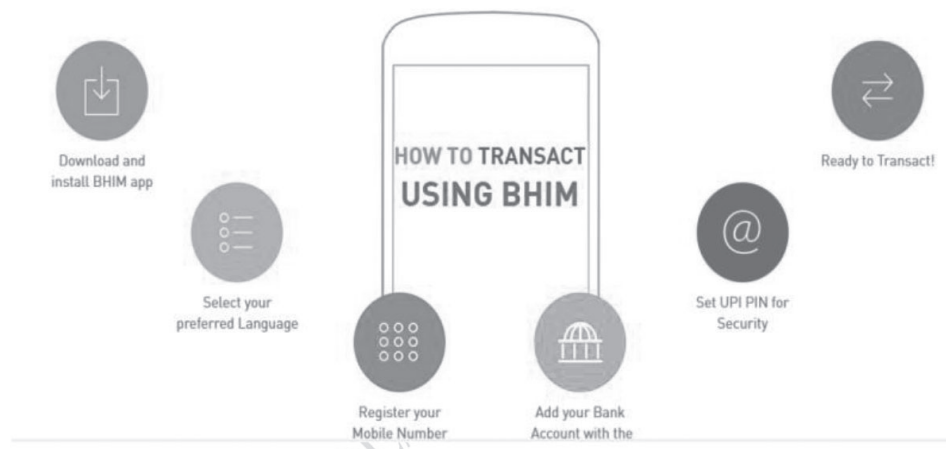 HOW TO TRANSACT
USING BHIM
Download and
install BHIM app
Select your
preferred Language
Register your
Mobile Number
Add your Bank
Account with the
@
Set UPI PIN for
Security
Ready to Transact!